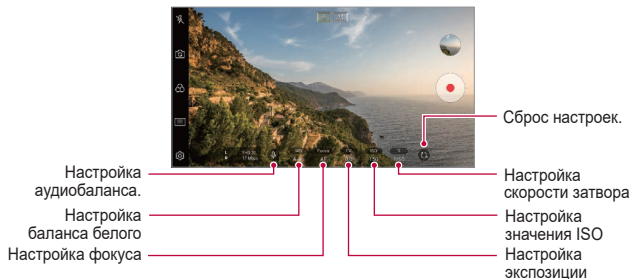 Сброс настроек.
Настройка
аудиобаланса.
Настройка
баланса белого
Настройка фокуса
Настройка
скорости затвора
Настройка
значения ISO
Настройка
экспозиции